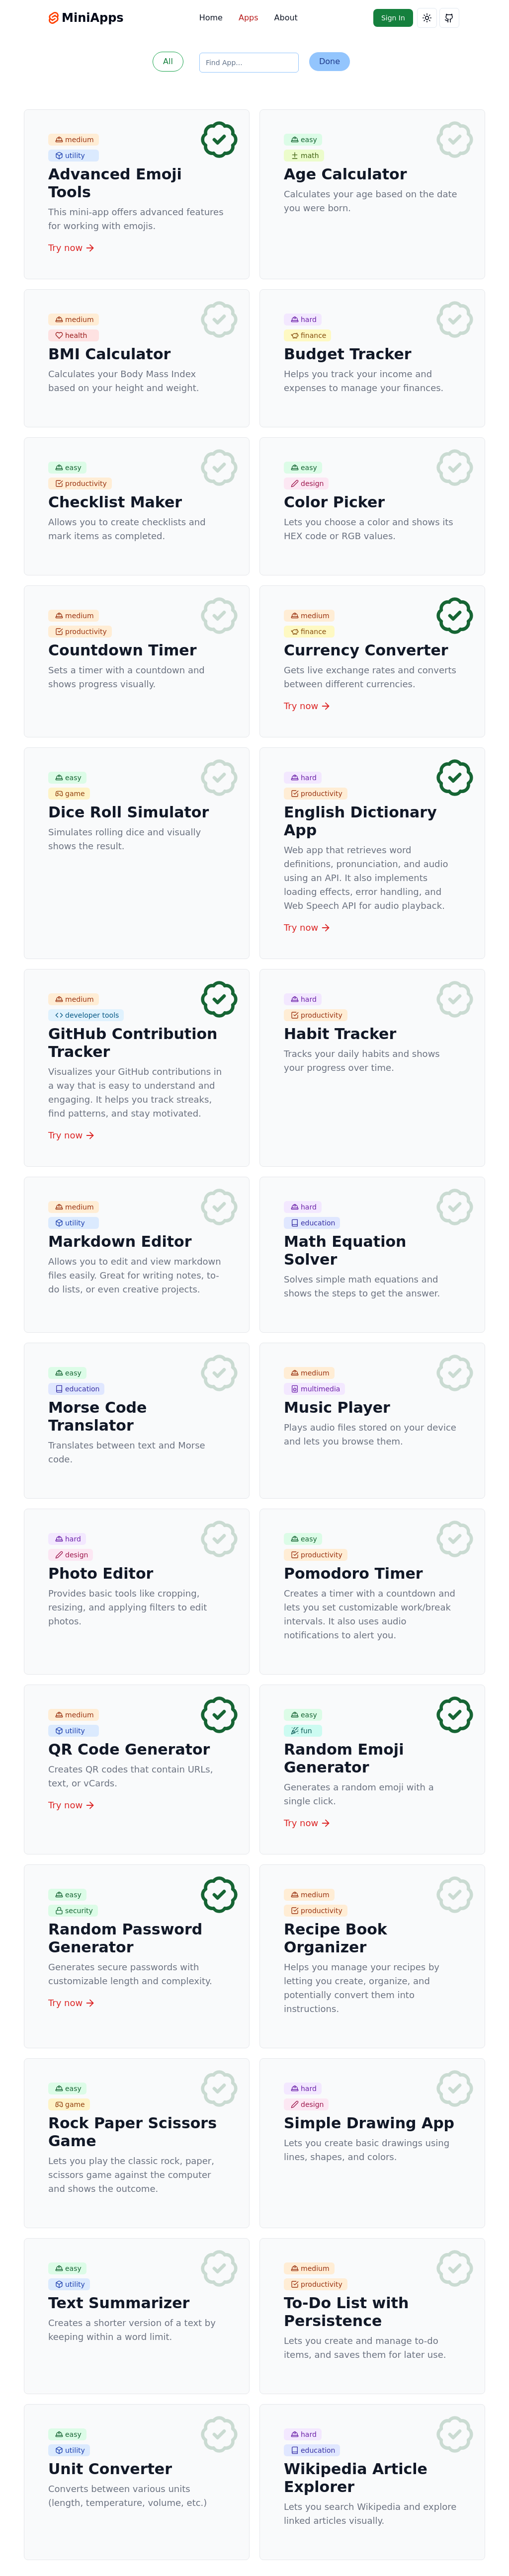 MiniApps
Home
Apps
About
Sign In
All
Find App...
Done
medium
utility
Advanced Emoji
Tools
This mini-app offers advanced features
for working with emojis.
Try now
easy
math
Age Calculator
Calculates your age based on the date
you were born.
medium
health
BMI Calculator
Calculates your Body Mass Index
based on your height and weight.
hard
finance
Budget Tracker
Helps you track your income and
expenses to manage your finances.
easy
productivity
Checklist Maker
Allows you to create checklists and
mark items as completed.
easy
design
Color Picker
Lets you choose a color and shows its
HEX code or RGB values.
medium
productivity
Countdown Timer
Sets a timer with a countdown and
shows progress visually.
medium
finance
Currency Converter
Gets live exchange rates and converts
between different currencies.
Try now
easy
game
Dice Roll Simulator
Simulates rolling dice and visually
shows the result.
hard
productivity
English Dictionary
App
Web app that retrieves word
definitions, pronunciation, and audio
using an API. It also implements
loading effects, error handling, and
Web Speech API for audio playback.
Try now
medium
developer tools
GitHub Contribution
Tracker
Visualizes your GitHub contributions in
a way that is easy to understand and
engaging. It helps you track streaks,
find patterns, and stay motivated.
Try now
hard
productivity
Habit Tracker
Tracks your daily habits and shows
your progress over time.
medium
utility
Markdown Editor
Allows you to edit and view markdown
files easily. Great for writing notes, to-
do lists, or even creative projects.
hard
education
Math Equation
Solver
Solves simple math equations and
shows the steps to get the answer.
easy
education
Morse Code
Translator
Translates between text and Morse
code.
medium
multimedia
Music Player
Plays audio files stored on your device
and lets you browse them.
hard
design
Photo Editor
Provides basic tools like cropping,
resizing, and applying filters to edit
photos.
easy
productivity
Pomodoro Timer
Creates a timer with a countdown and
lets you set customizable work/break
intervals. It also uses audio
notifications to alert you.
medium
utility
QR Code Generator
Creates QR codes that contain URLs,
text, or vCards.
Try now
easy
fun
Random Emoji
Generator
Generates a random emoji with a
single click.
Try now
easy
security
Random Password
Generator
Generates secure passwords with
customizable length and complexity.
Try now
medium
productivity
Recipe Book
Organizer
Helps you manage your recipes by
letting you create, organize, and
potentially convert them into
instructions.
easy
game
Rock Paper Scissors
Game
Lets you play the classic rock, paper,
scissors game against the computer
and shows the outcome.
hard
design
Simple Drawing App
Lets you create basic drawings using
lines, shapes, and colors.
easy
utility
Text Summarizer
Creates a shorter version of a text by
keeping within a word limit.
medium
productivity
To-Do List with
Persistence
Lets you create and manage to-do
items, and saves them for later use.
easy
utility
Unit Converter
Converts between various units
(length, temperature, volume, etc.)
hard
education
Wikipedia Article
Explorer
Lets you search Wikipedia and explore
linked articles visually.